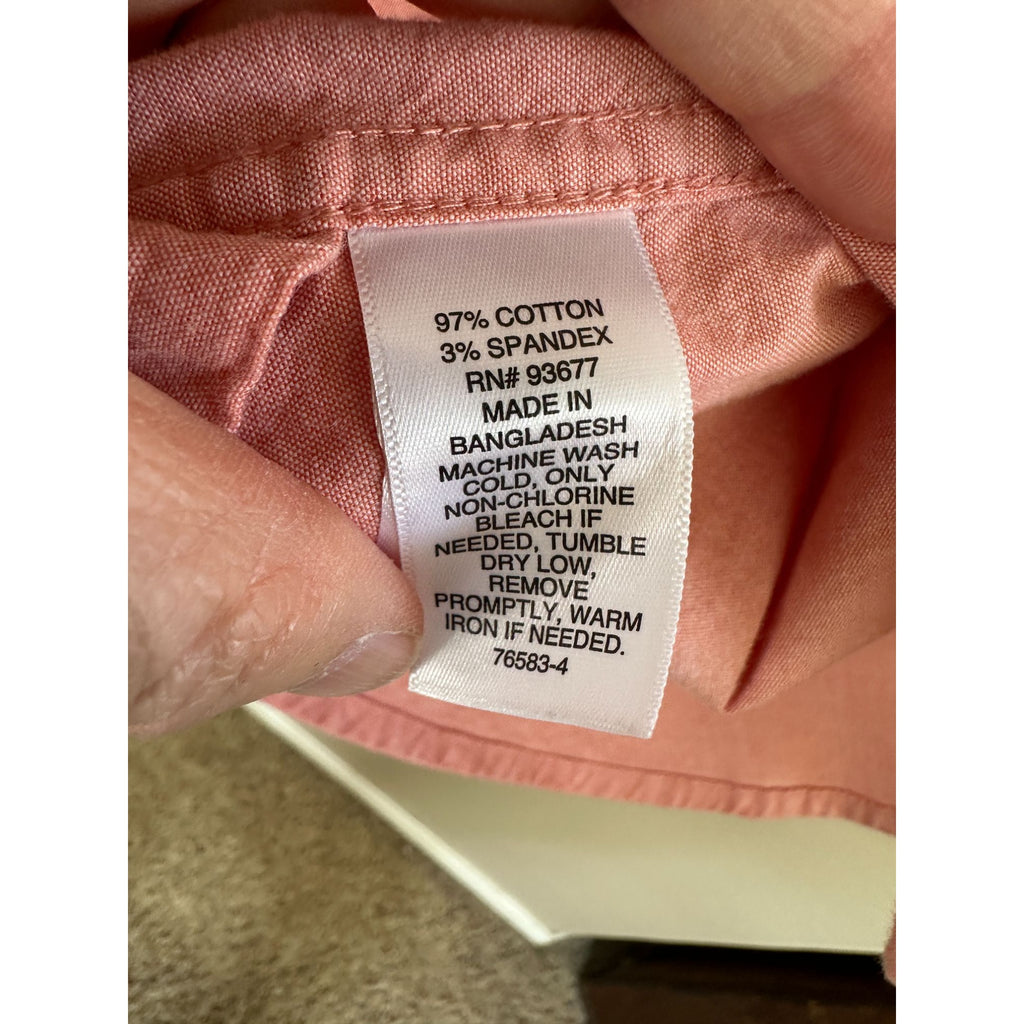 97% COTTON
3% SPANDEX
RN# 93677
MADE IN
BANGLADESH
MACHINE WASH
COLD, ONLY
NON-CHLORINE
BLEACH IF
NEEDED, TUMBLE
DRY LOW,
REMOVE
PROMPTLY, WARM
IRON IF NEEDED.
76583-4